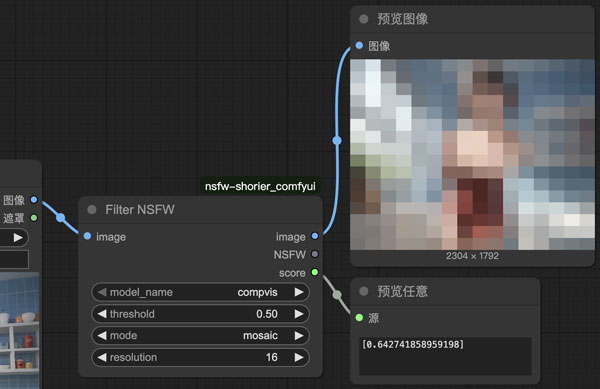 预览图像
图像
2304 × 1792
nsfw-shorier_comfyui
图像
遮罩
Filter NSFW
image
image
NSFW
score
model_name
compvis
threshold
0.50
mode
mosaic
resolution
16
预览任意
源
[0.642741858959198]